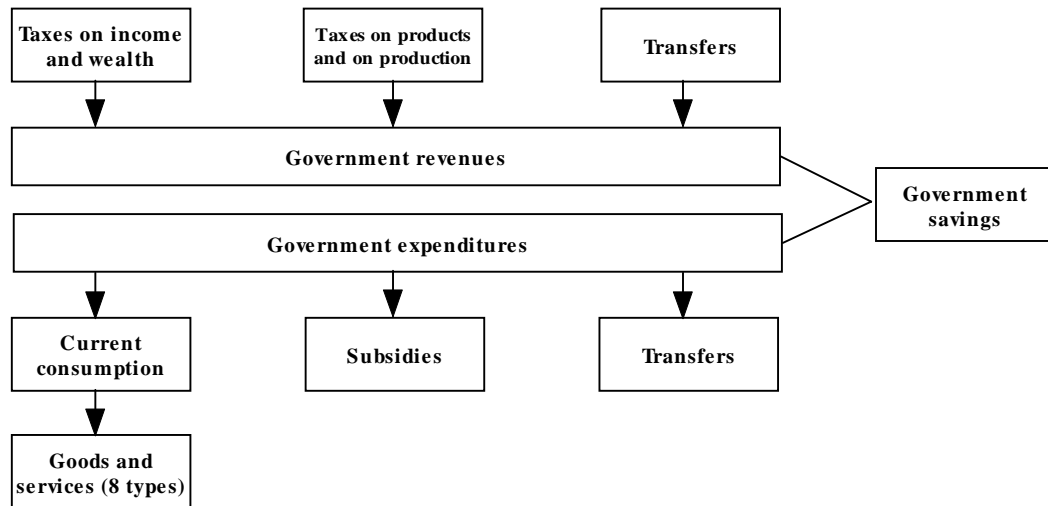 Taxes on income
and wealth
Taxes on products
and on production
Transfers
Government revenues
Government
savings
Government expenditures
Current
consumption
Subsidies
Transfers
Goods and
services (8 types)